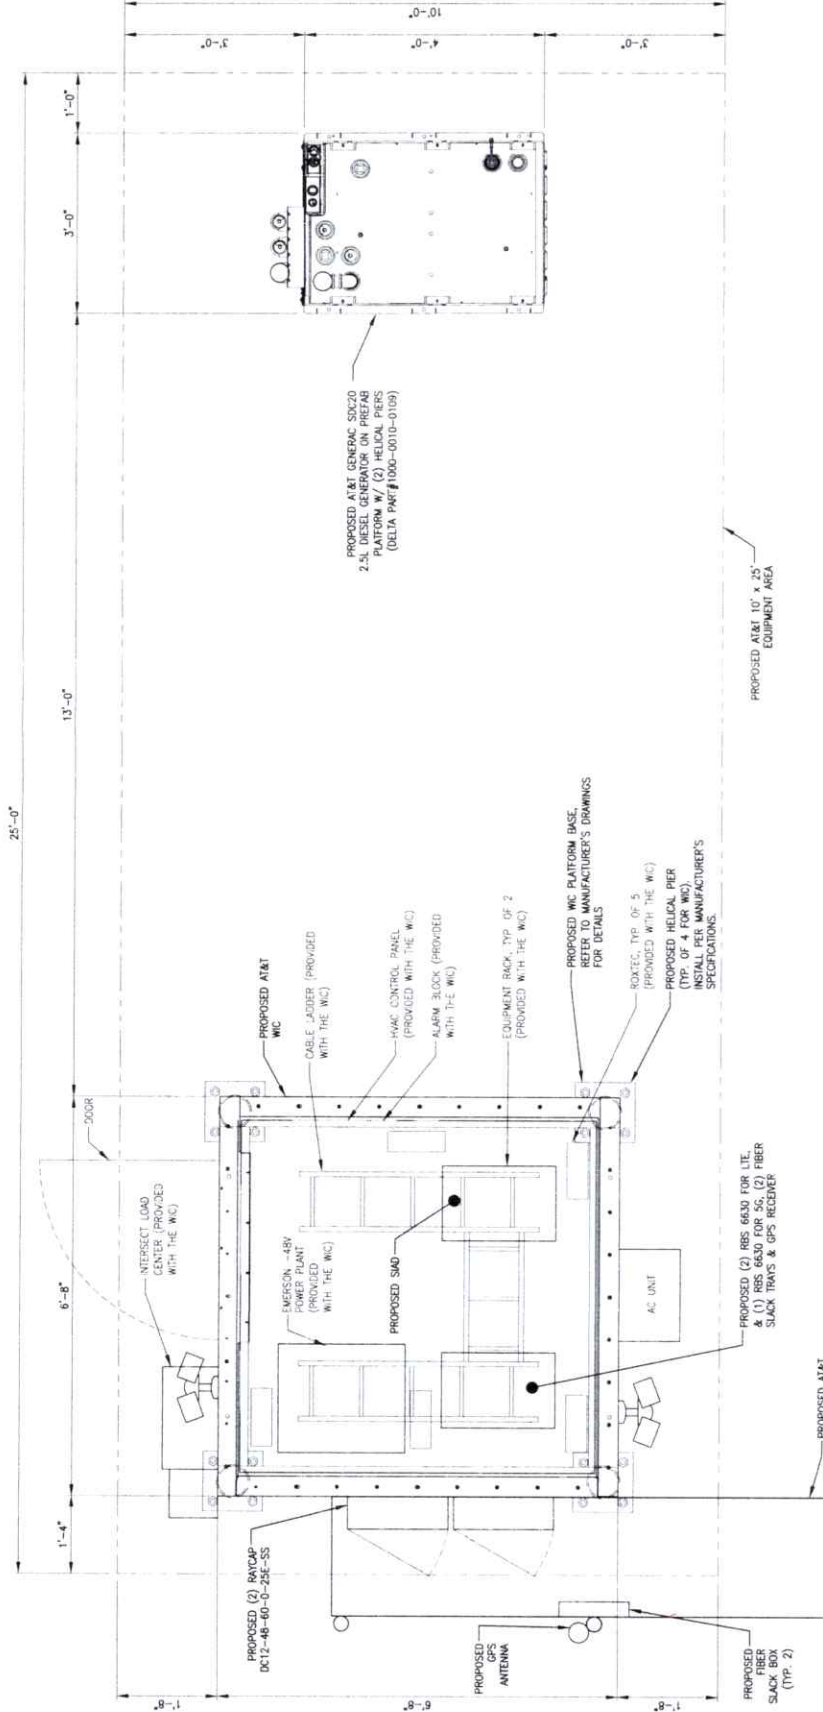 10'-0"
3'-0"
4'-0"
3'-0"
25'-0"
1'-0"
3'-0"
13'-0"
6'-8"
1'-4"
PROPOSED AT&T GENERAC SDC20
2.5L DIESEL GENERATOR ON PREFAB
PLATFORM W/ (2) HELICAL PIERS
(DELTA PART#1000-0010-0109)
PROPOSED AT&T 10' x 25'
EQUIPMENT AREA
DOOR
INTERSECT LOAD
CENTER (PROVIDED
WITH THE WIC)
PROPOSED AT&T
WIC
CABLE LADDER (PROVIDED
WITH THE WIC)
HVAC CONTROL PANEL
(PROVIDED WITH THE WIC)
ALARM BLOCK (PROVIDED
WITH THE WIC)
EQUIPMENT RACK, TYP OF 2
(PROVIDED WITH THE WIC)
PROPOSED WIC PLATFORM BASE,
REFER TO MANUFACTURER'S DRAWINGS
FOR DETAILS
ROXTEC, TYP OF 5
(PROVIDED WITH THE WIC)
PROPOSED HELICAL PIER
(TYP. OF 4 FOR WIC).
INSTALL PER MANUFACTURER'S
SPECIFICATIONS.
EMERSON -48V
POWER PLANT
(PROVIDED
WITH THE WIC)
PROPOSED SIAD
AC UNIT
PROPOSED (2) RBS 6630 FOR LTE,
& (1) RBS 6630 FOR 5G, (2) FIBER
SLACK TRAYS & GPS RECEIVER
PROPOSED (2) RAYCAP
DC12-48-60-0-25E-SS
PROPOSED
GPS
ANTENNA
PROPOSED
FIBER
SLACK BOX
(TYP. 2)
PROPOSED AT&T
1'-8"
6'-8"
1'-8"